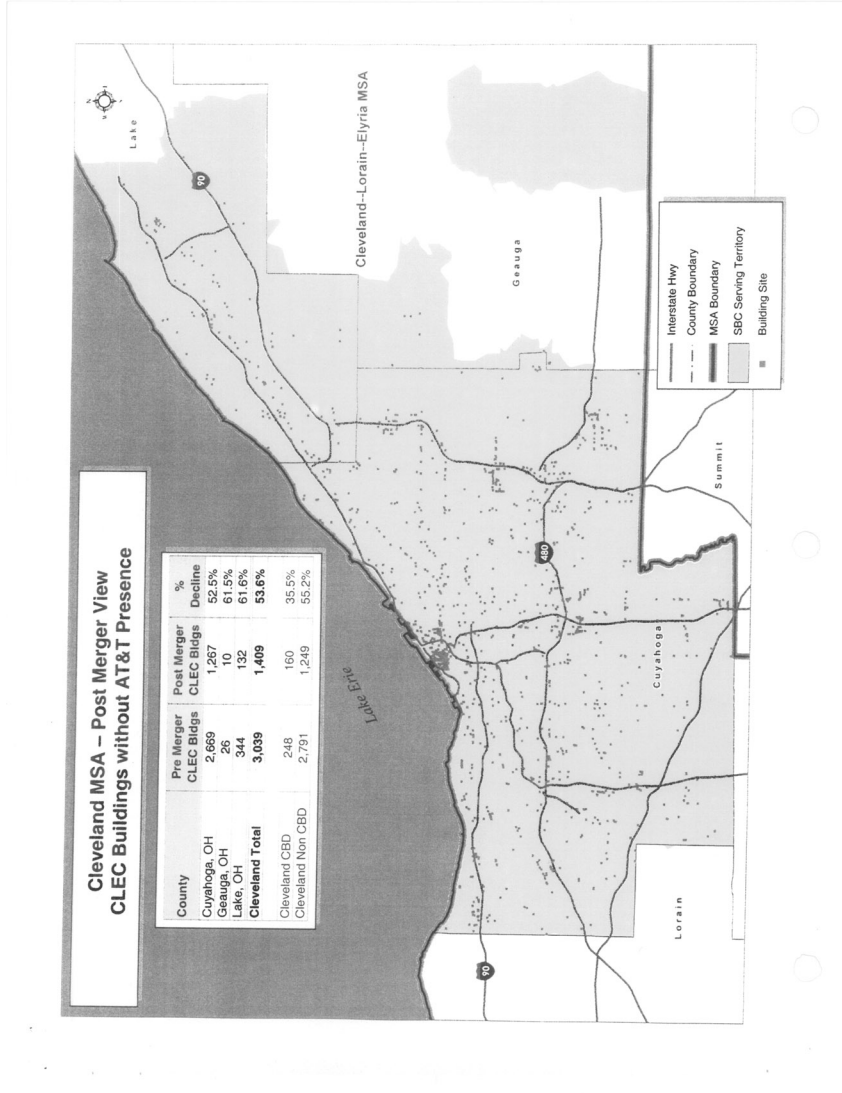 Cleveland MSA – Post Merger View
CLEC Buildings without AT&T Presence
County Pre Merger CLEC Bldgs Post Merger CLEC Bldgs % Decline
Cuyahoga, OH 2,669 1,267 52.5%
Geauga, OH 26 10 61.5%
Lake, OH 344 132 61.6%
Cleveland Total 3,039 1,409 53.6%
Cleveland CBD 248 160 35.5%
Cleveland Non CBD 2,791 1,249 55.2%
Lake Erie
Lake
90
Cleveland--Lorain--Elyria MSA
Geauga
480
Cuyahoga
Summit
90
Lorain
Interstate Hwy
County Boundary
MSA Boundary
SBC Serving Territory
Building Site